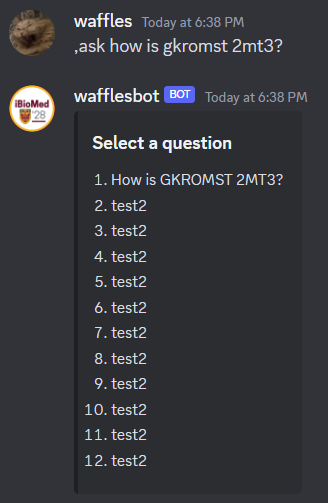 waffles Today at 6:38 PM
,ask how is gkromst 2mt3?
iBioMed
'28
wafflesbot BOT Today at 6:38 PM
Select a question
1. How is GKROMST 2MT3?
2. test2
3. test2
4. test2
5. test2
6. test2
7. test2
8. test2
9. test2
10. test2
11. test2
12. test2